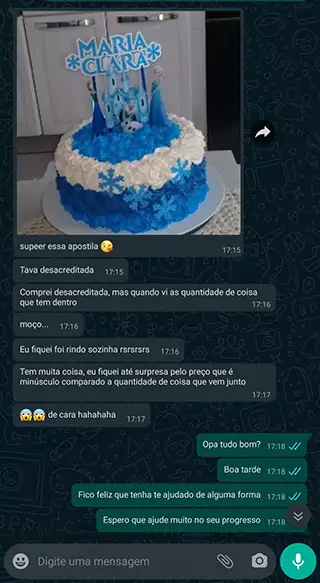 MARIA
CLARA
supeer essa apostila 😘
17:15
Tava desacreditada
17:15
Comprei desacreditada, mas quando vi as quantidade de coisa
que tem dentro
17:16
moço...
17:16
Eu fiquei foi rindo sozinha rsrsrsrs
17:16
Tem muita coisa, eu fiquei até surpresa pelo preço que é
minúsculo comparado a quantidade de coisa que vem junto
17:17
😱😱 de cara hahahaha
17:17
Opa tudo bom?
17:18
Boa tarde
17:18
Fico feliz que tenha te ajudado de alguma forma
17:18
Espero que ajude muito no seu progresso
17:18
Digite uma mensagem